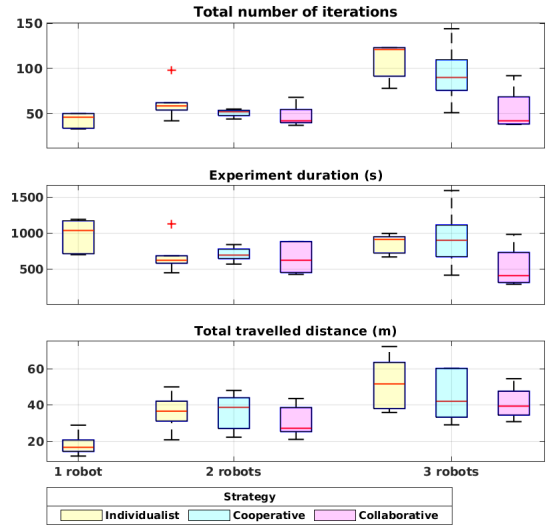 Total number of iterations
150
100
50
Experiment duration (s)
1500
1000
500
Total travelled distance (m)
60
40
20
1 robot 2 robots 3 robots
Strategy
Individualist Cooperative Collaborative